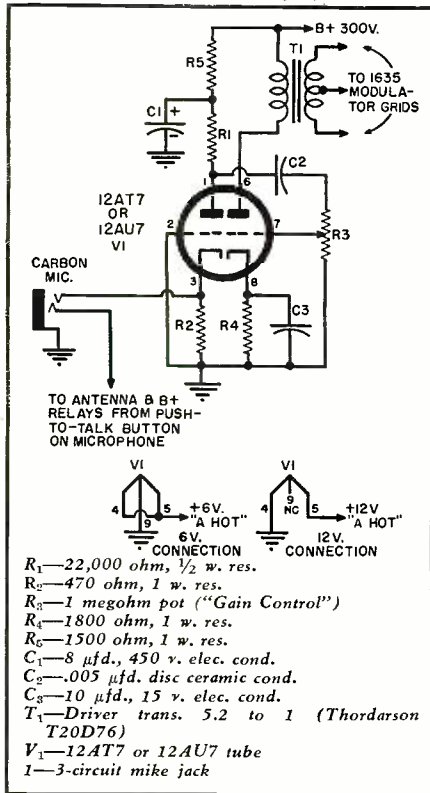 B+ 300V.
R5
T1
TO 1635
MODULA-
TOR GRIDS
C1 +
-
R1
C2
1 6
12AT7
OR
12AU7
V1
2 7
R3
CARBON
MIC.
3 8
R2 R4 C3
TO ANTENNA & B+
RELAYS FROM PUSH-
TO-TALK BUTTON
ON MICROPHONE
V1 V1
4 9 5 +6V. "A HOT"
6V. CONNECTION
4 9 NC 5 +12V "A HOT"
12V. CONNECTION
R₁—22,000 ohm, ½ w. res.
R₂—470 ohm, 1 w. res.
R₃—1 megohm pot ("Gain Control")
R₄—1800 ohm, 1 w. res.
R₅—1500 ohm, 1 w. res.
C₁—8 μfd., 450 v. elec. cond.
C₂—.005 μfd. disc ceramic cond.
C₃—10 μfd., 15 v. elec. cond.
T₁—Driver trans. 5.2 to 1 (Thordarson
T20D76)
V₁—12AT7 or 12AU7 tube
1—3-circuit mike jack